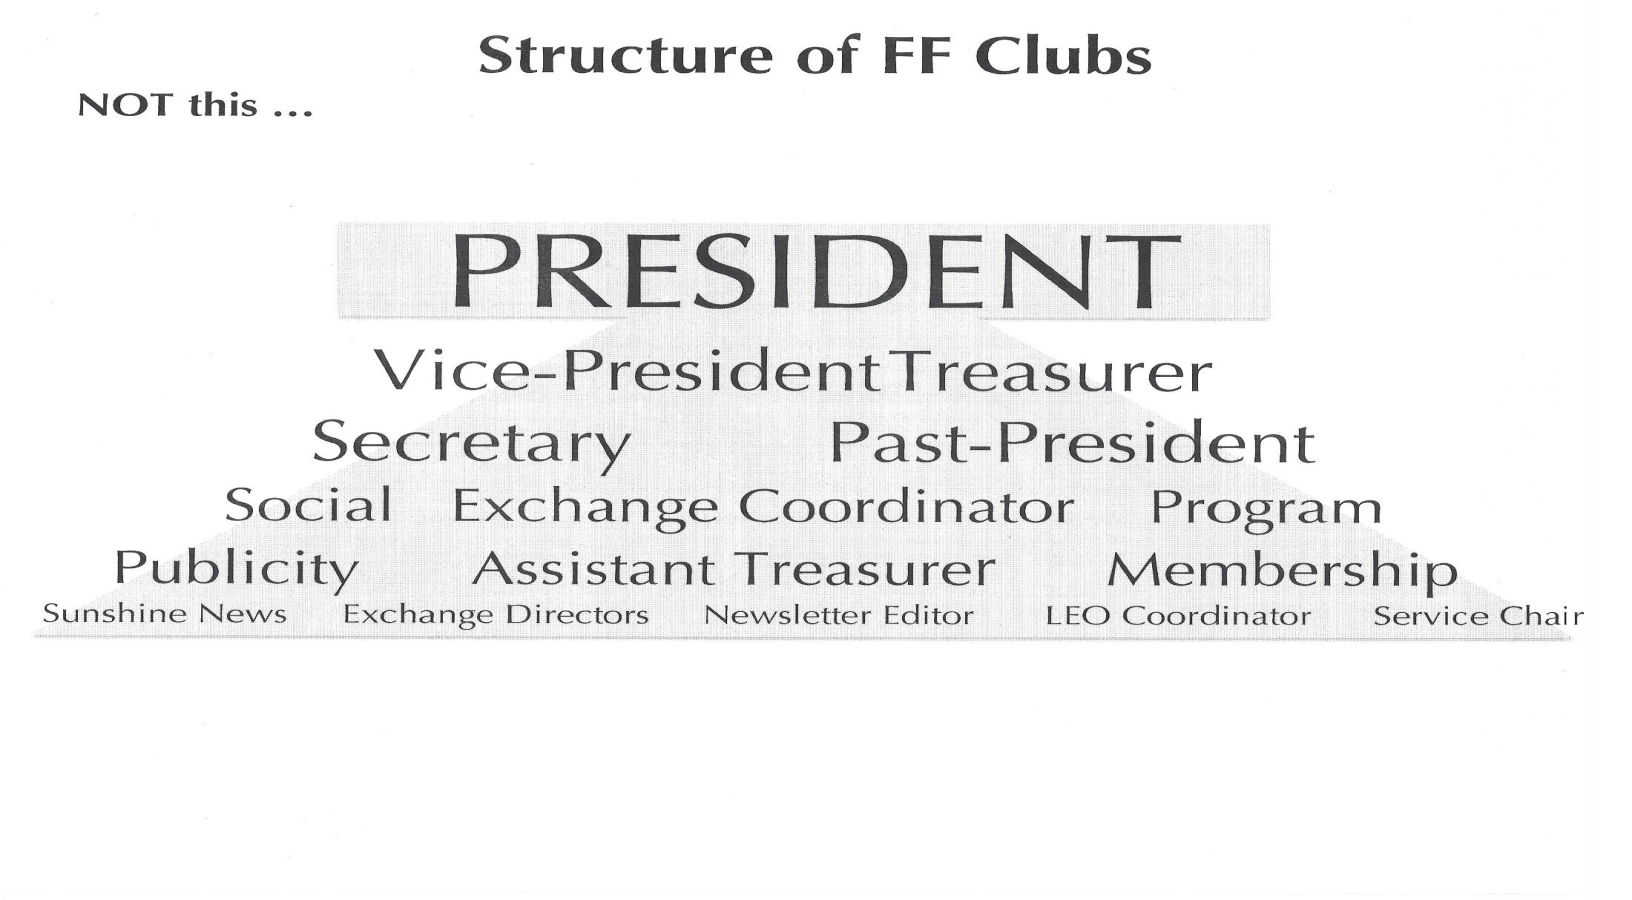 Structure of FF Clubs
NOT this ...
PRESIDENT
Vice-President Treasurer
Secretary Past-President
Social Exchange Coordinator Program
Publicity Assistant Treasurer Membership
Sunshine News Exchange Directors Newsletter Editor LEO Coordinator Service Chair